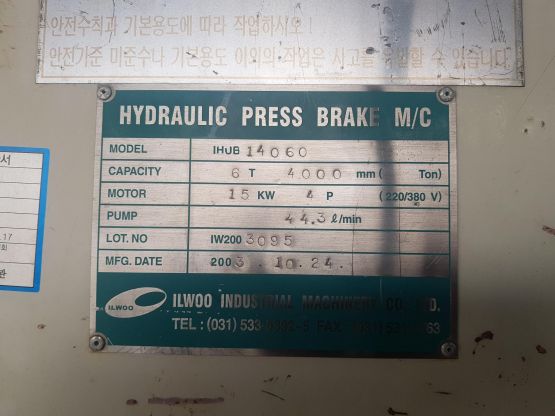 안전수칙과 기본용도에 따라 작업하십시오!
안전기준 미준수나 기본용도 이외의 작업은 사고를 유발할 수 있습니다.
HYDRAULIC PRESS BRAKE M/C
MODEL IHUB 14060
CAPACITY 6 T 4000 mm ( Ton)
MOTOR 15 KW 4 P (220/380 V)
PUMP 44.3 ℓ/min
LOT. NO IW200 3095
MFG. DATE 2003. 10. 24.
ILWOO ILWOO INDUSTRIAL MACHINERY CO., LTD.
TEL : (031) FAX